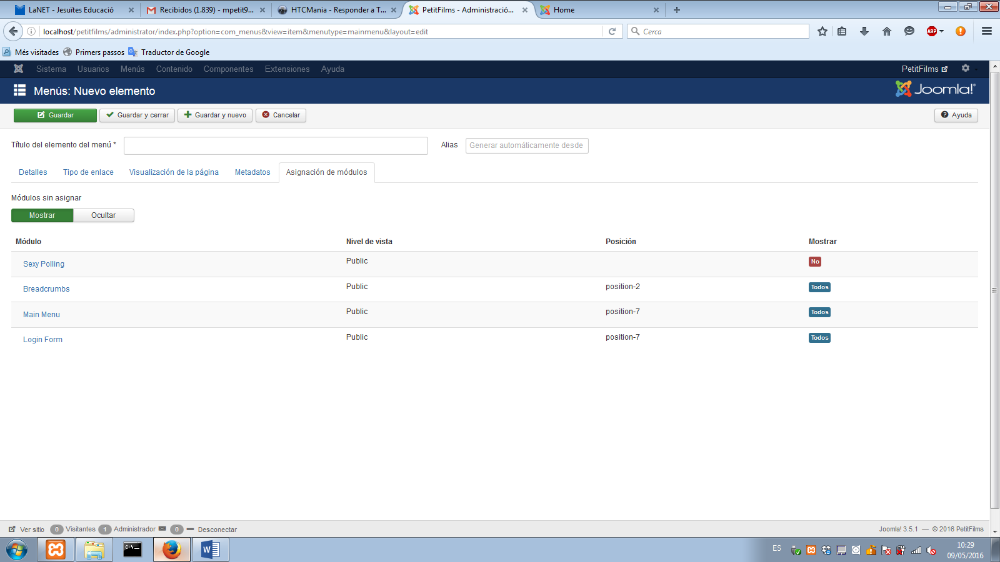 LaNET - Jesuïtes Educació
Recibidos (1.839) - mpetit9...
HTCMania - Responder a T...
PetitFilms - Administració...
Home
localhost/petitfilms/administrator/index.php?option=com_menus&view=item&menutype=mainmenu&layout=edit
Cerca
ABP
Més visitades
Primers passos
Traductor de Google
Sistema
Usuarios
Menús
Contenido
Componentes
Extensiones
Ayuda
PetitFilms
Menús: Nuevo elemento
Joomla!
Guardar
Guardar y cerrar
Guardar y nuevo
Cancelar
Ayuda
Título del elemento del menú *
Alias
Generar automáticamente desde
Detalles
Tipo de enlace
Visualización de la página
Metadatos
Asignación de módulos
Módulos sin asignar
Mostrar
Ocultar
Módulo
Nivel de vista
Posición
Mostrar
Sexy Polling
Public
No
Breadcrumbs
Public
position-2
Todos
Main Menu
Public
position-7
Todos
Login Form
Public
position-7
Todos
Ver sitio
0
Visitantes
1
Administrador
0
Desconectar
Joomla! 3.5.1 — © 2016 PetitFilms
ES
10:29
09/05/2016